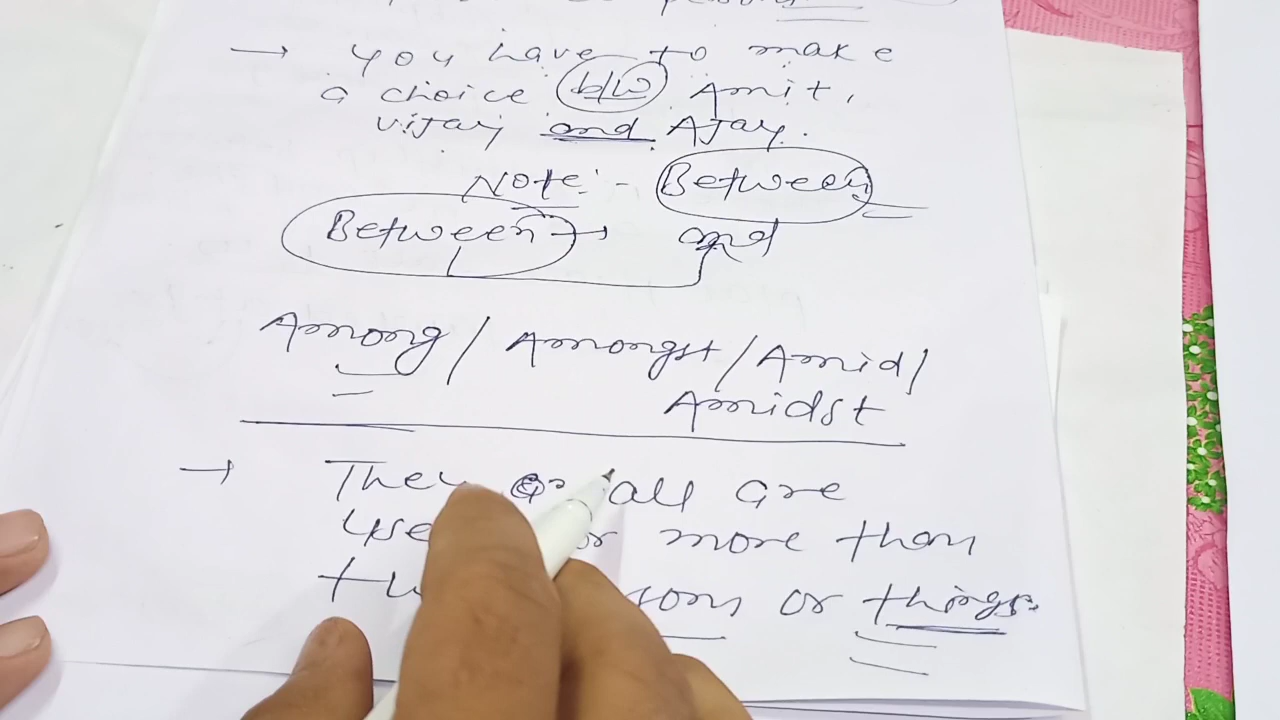 → You have to make
a choice b/w Amit,
Vijay and Ajay.
Note:- Between
Between → and
Among / Amongst / Amid /
Amidst
→ They all are
or more than
or things.